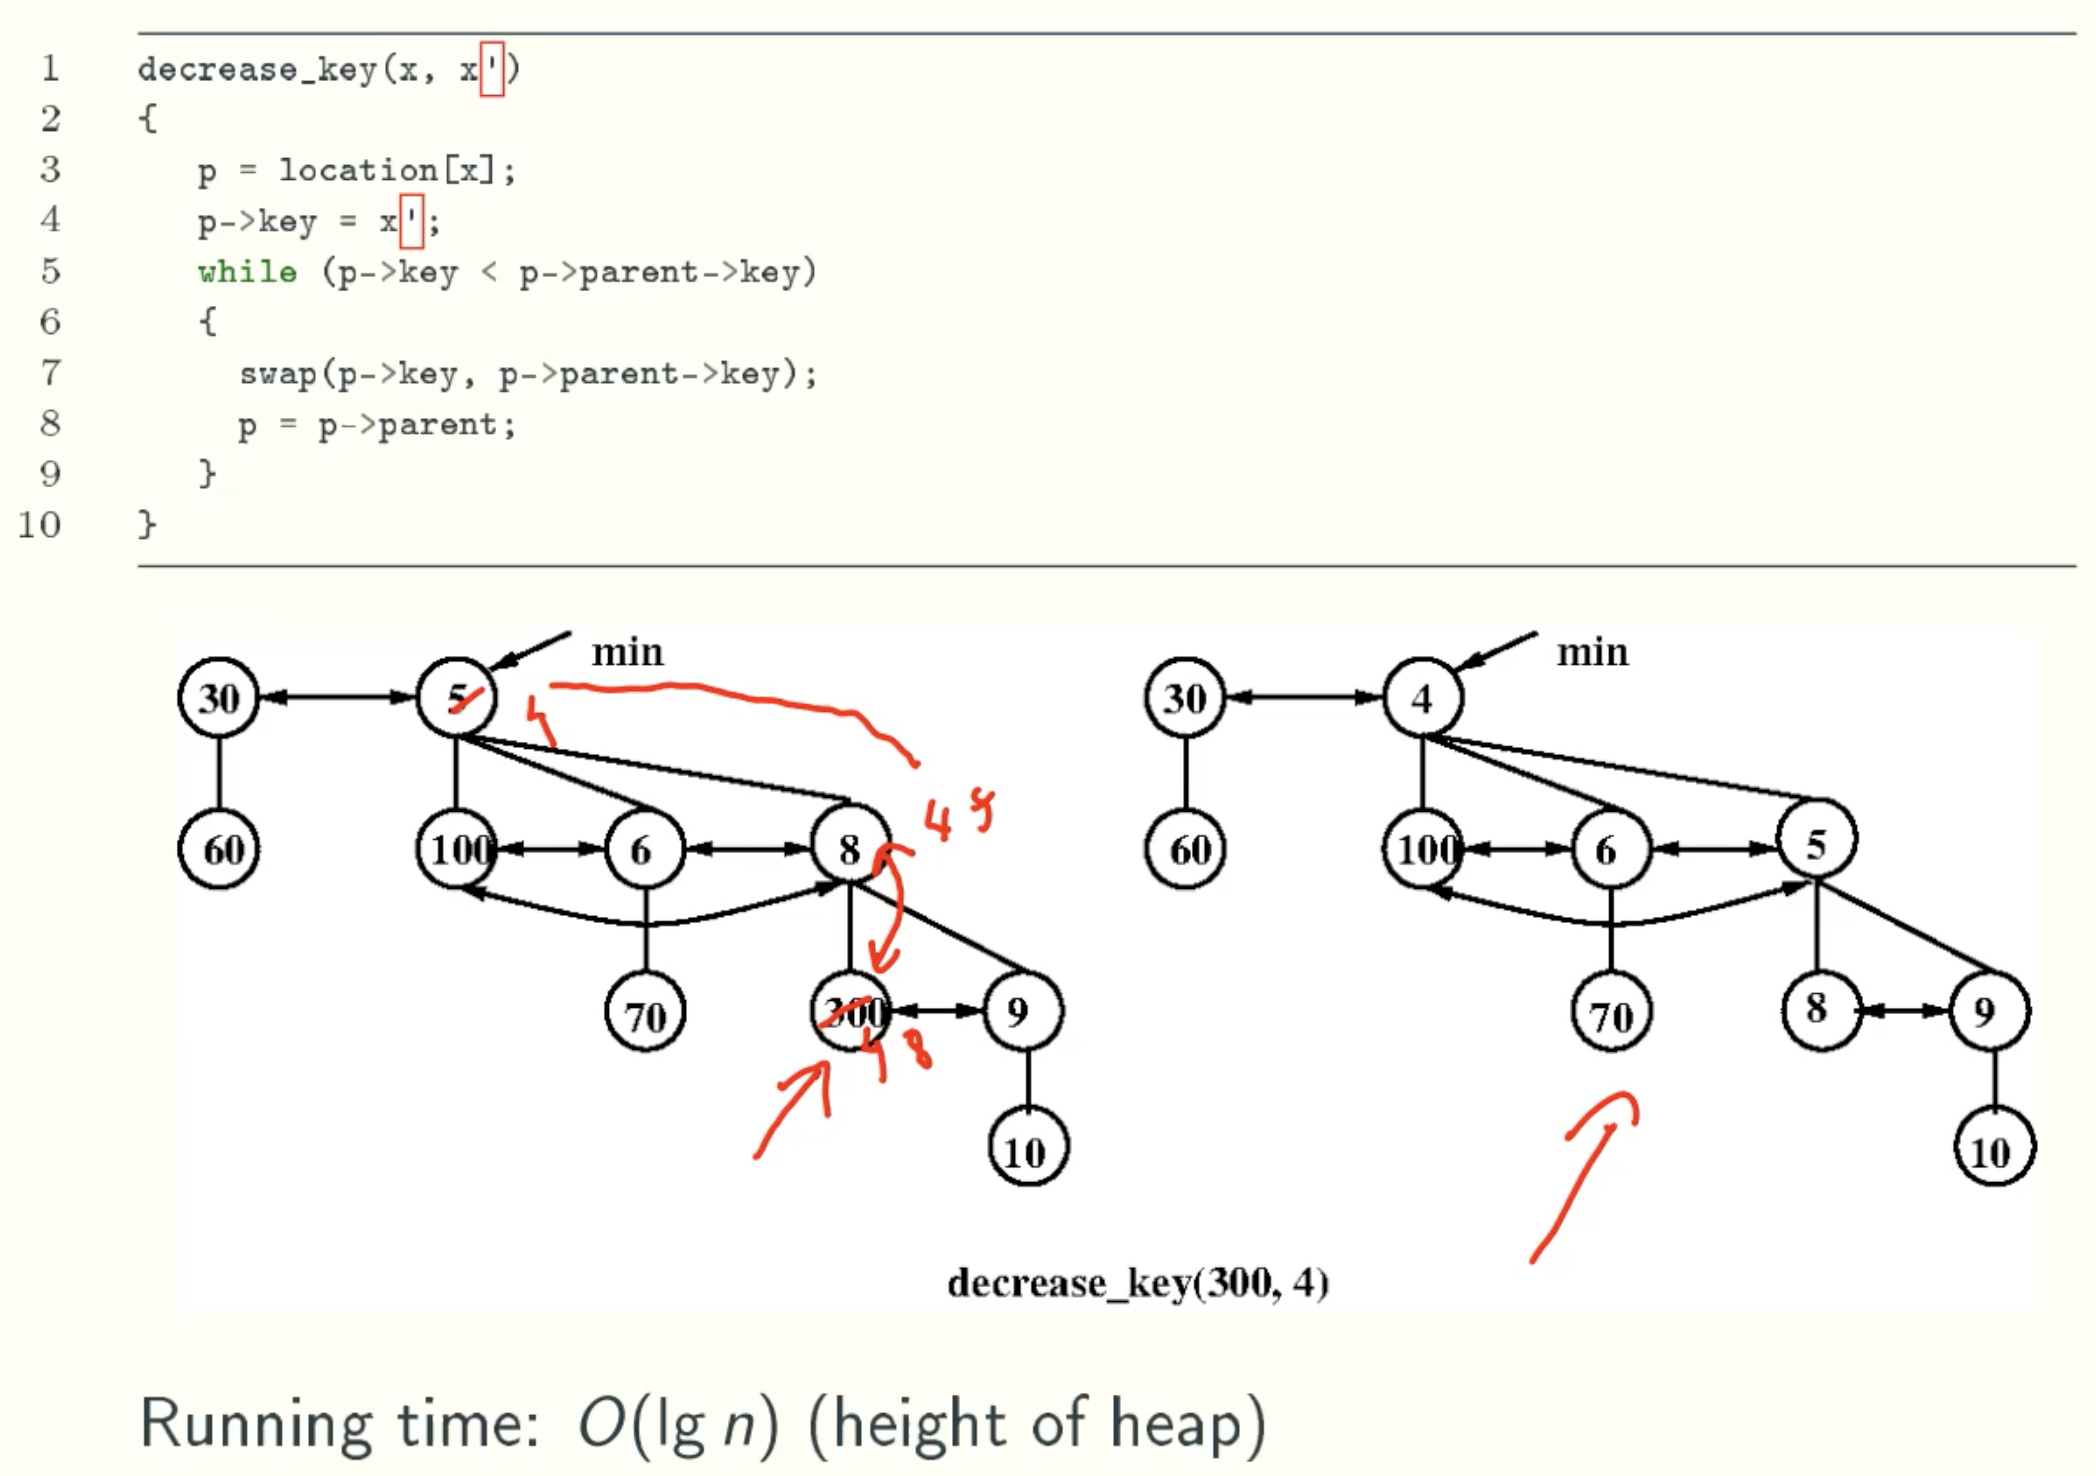 1 decrease_key(x, x')
2 {
3 p = location[x];
4 p->key = x';
5 while (p->key < p->parent->key)
6 {
7 swap(p->key, p->parent->key);
8 p = p->parent;
9 }
10 }
min min
30 5 30 4
4
4 5
60 100 6 8 60 100 6 5
70 300 9 70 8 9
4 8
10 10
decrease_key(300, 4)
Running time: O(lg n) (height of heap)